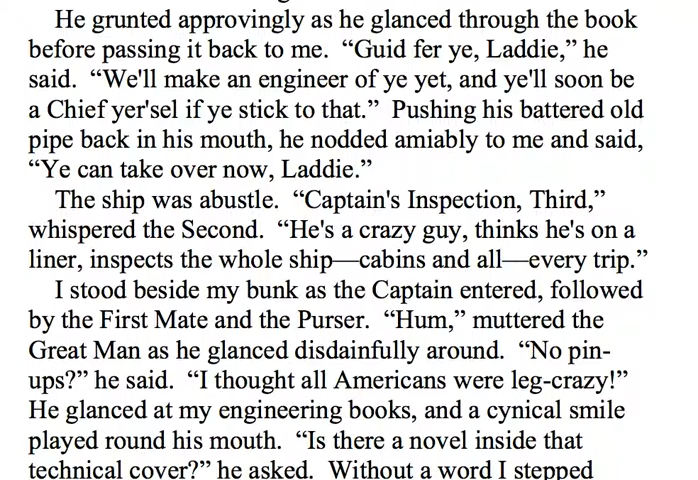 He grunted approvingly as he glanced through the book
before passing it back to me. “Guid fer ye, Laddie,” he
said. “We'll make an engineer of ye yet, and ye'll soon be
a Chief yer'sel if ye stick to that.” Pushing his battered old
pipe back in his mouth, he nodded amiably to me and said,
“Ye can take over now, Laddie.”
The ship was abustle. “Captain's Inspection, Third,”
whispered the Second. “He's a crazy guy, thinks he's on a
liner, inspects the whole ship—cabins and all—every trip.”
I stood beside my bunk as the Captain entered, followed
by the First Mate and the Purser. “Hum,” muttered the
Great Man as he glanced disdainfully around. “No pin-
ups?” he said. “I thought all Americans were leg-crazy!”
He glanced at my engineering books, and a cynical smile
played round his mouth. “Is there a novel inside that
technical cover?” he asked. Without a word I stepped